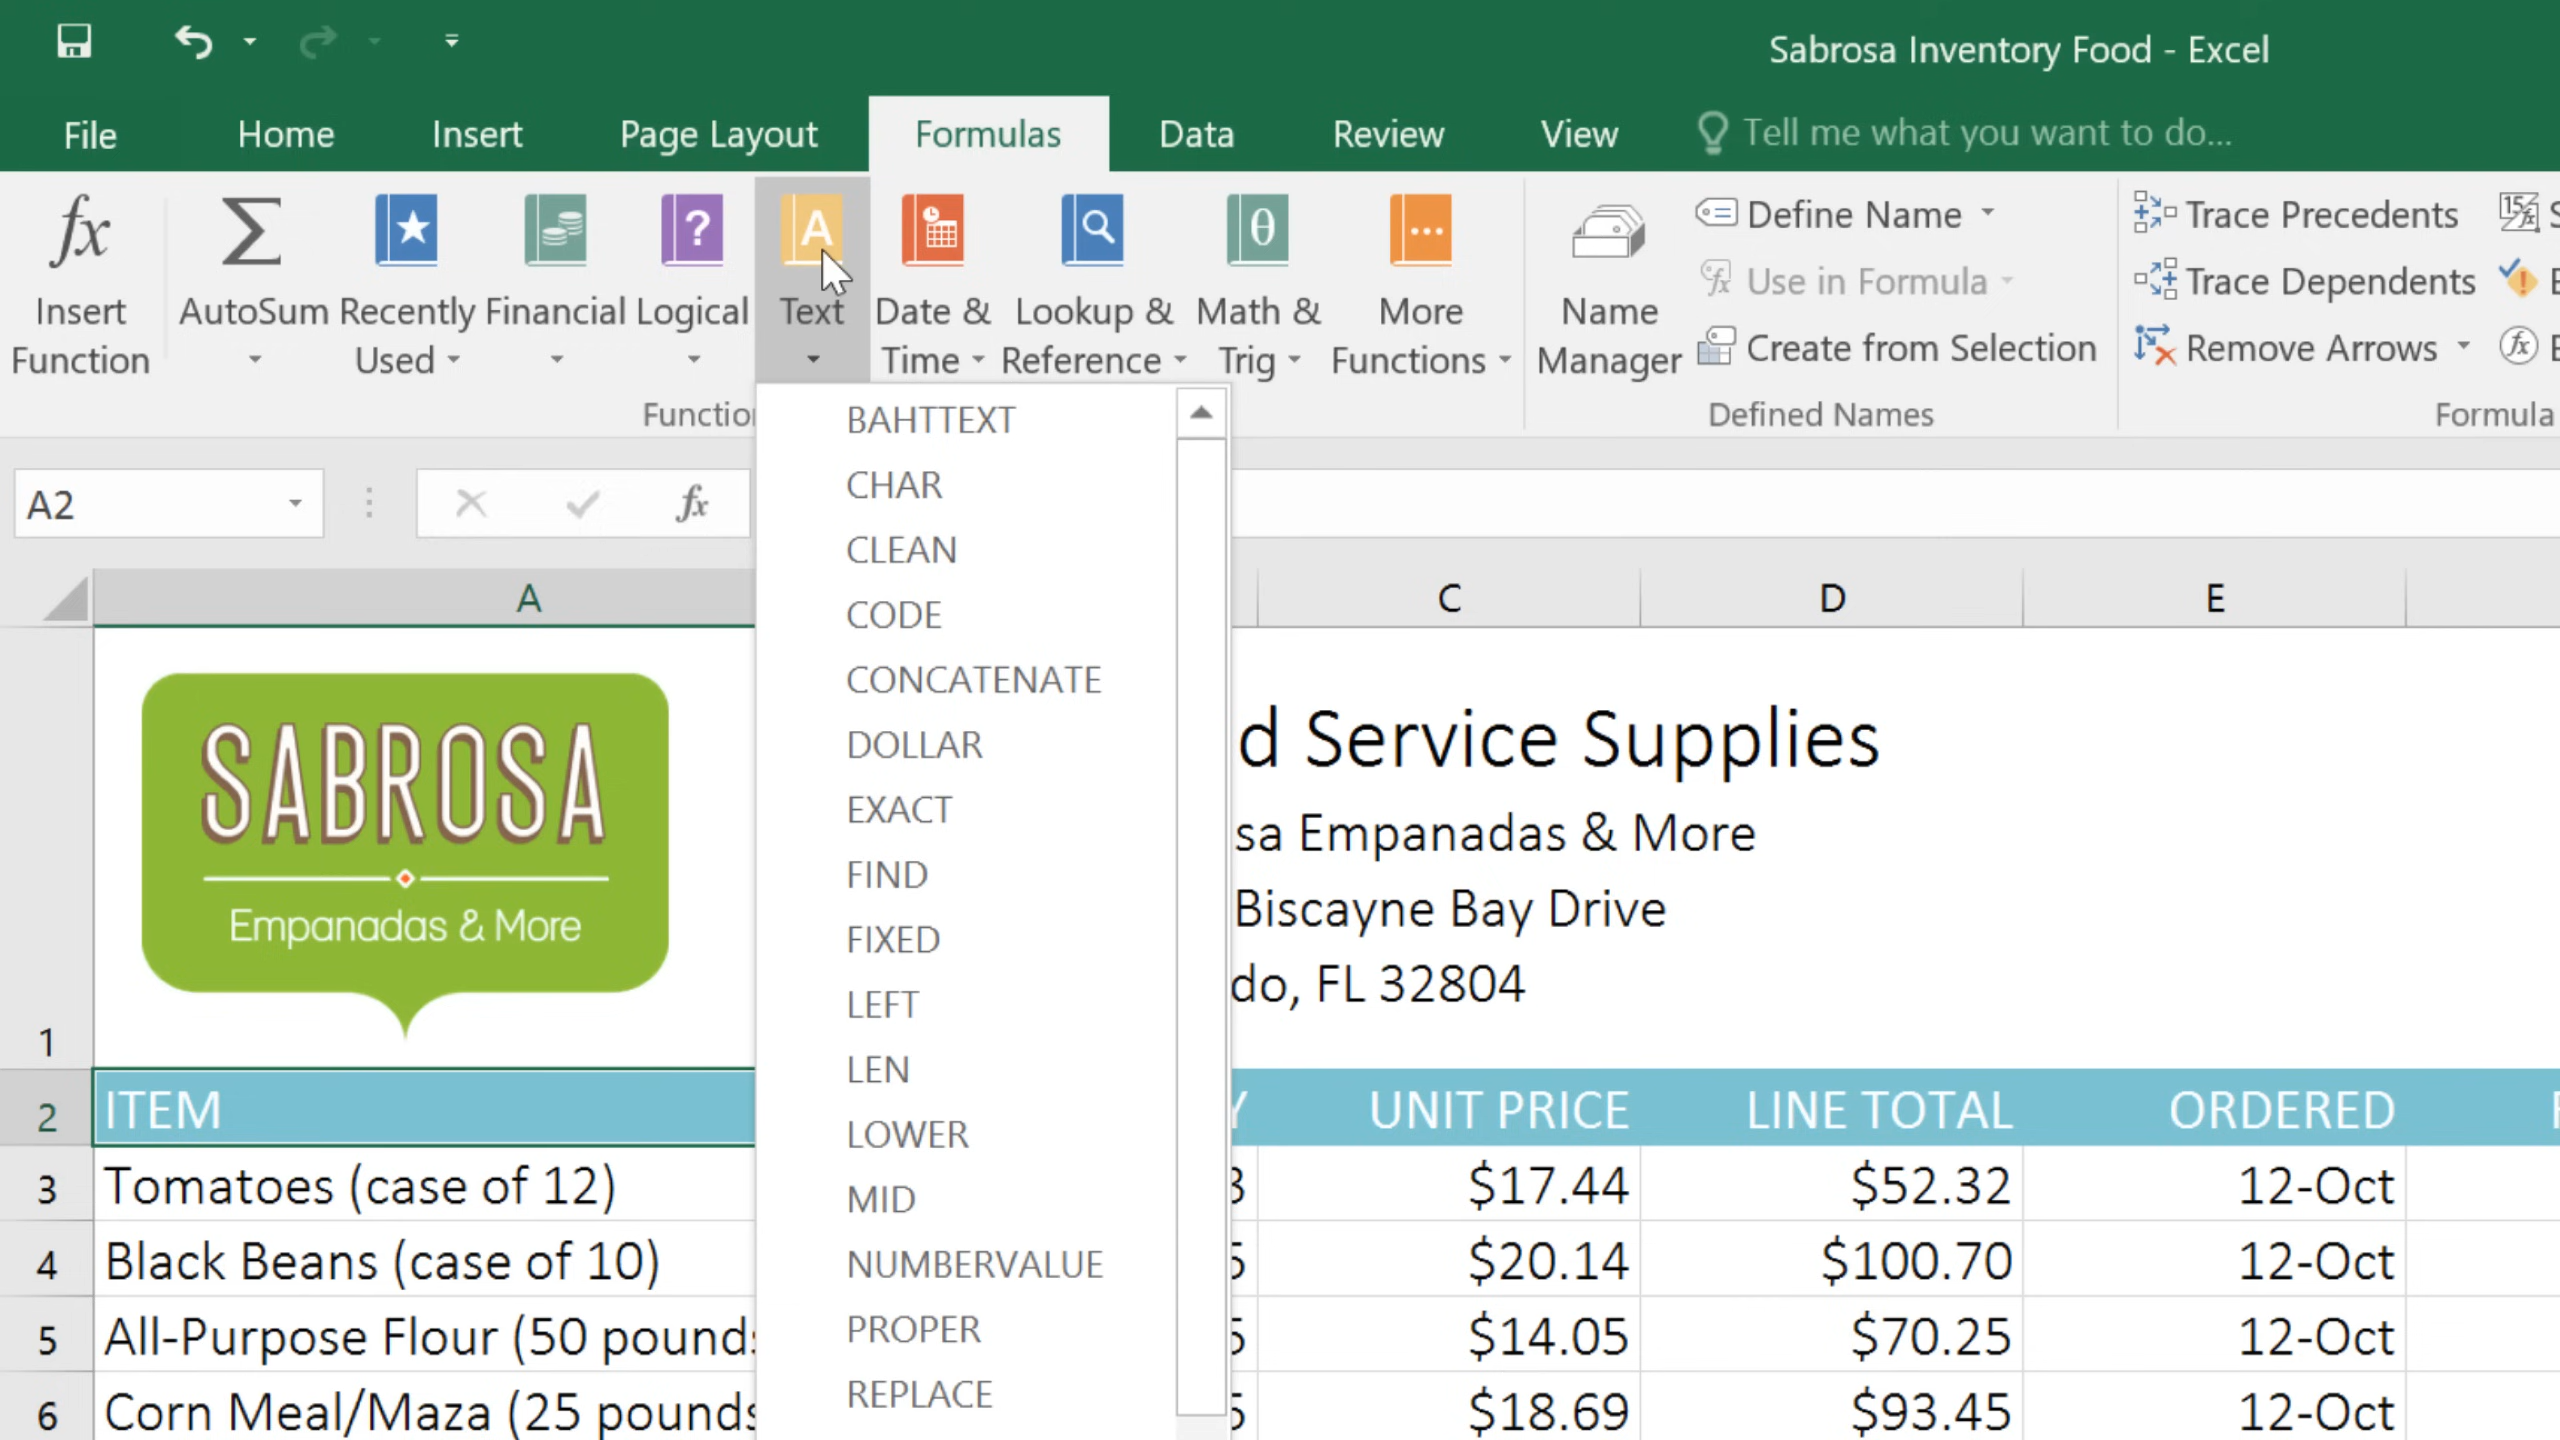 Sabrosa Inventory Food - Excel
File Home Insert Page Layout Formulas Data Review View Tell me what you want to do...
Insert Function
AutoSum
Recently Used
Financial
Logical
Text
Date & Time
Lookup & Reference
Math & Trig
More Functions
Name Manager
Define Name
Use in Formula
Create from Selection
Defined Names
Trace Precedents
Trace Dependents
Remove Arrows
Formula
A2
fx
BAHTTEXT
CHAR
CLEAN
CODE
CONCATENATE
DOLLAR
EXACT
FIND
FIXED
LEFT
LEN
LOWER
MID
NUMBERVALUE
PROPER
REPLACE
A C D E
SABROSA
Empanadas & More
d Service Supplies
sa Empanadas & More
Biscayne Bay Drive
do, FL 32804
1
2 ITEM Y UNIT PRICE LINE TOTAL ORDERED
3 Tomatoes (case of 12) 3 $17.44 $52.32 12-Oct
4 Black Beans (case of 10) 5 $20.14 $100.70 12-Oct
5 All-Purpose Flour (50 pounds 5 $14.05 $70.25 12-Oct
6 Corn Meal/Maza (25 pounds 5 $18.69 $93.45 12-Oct